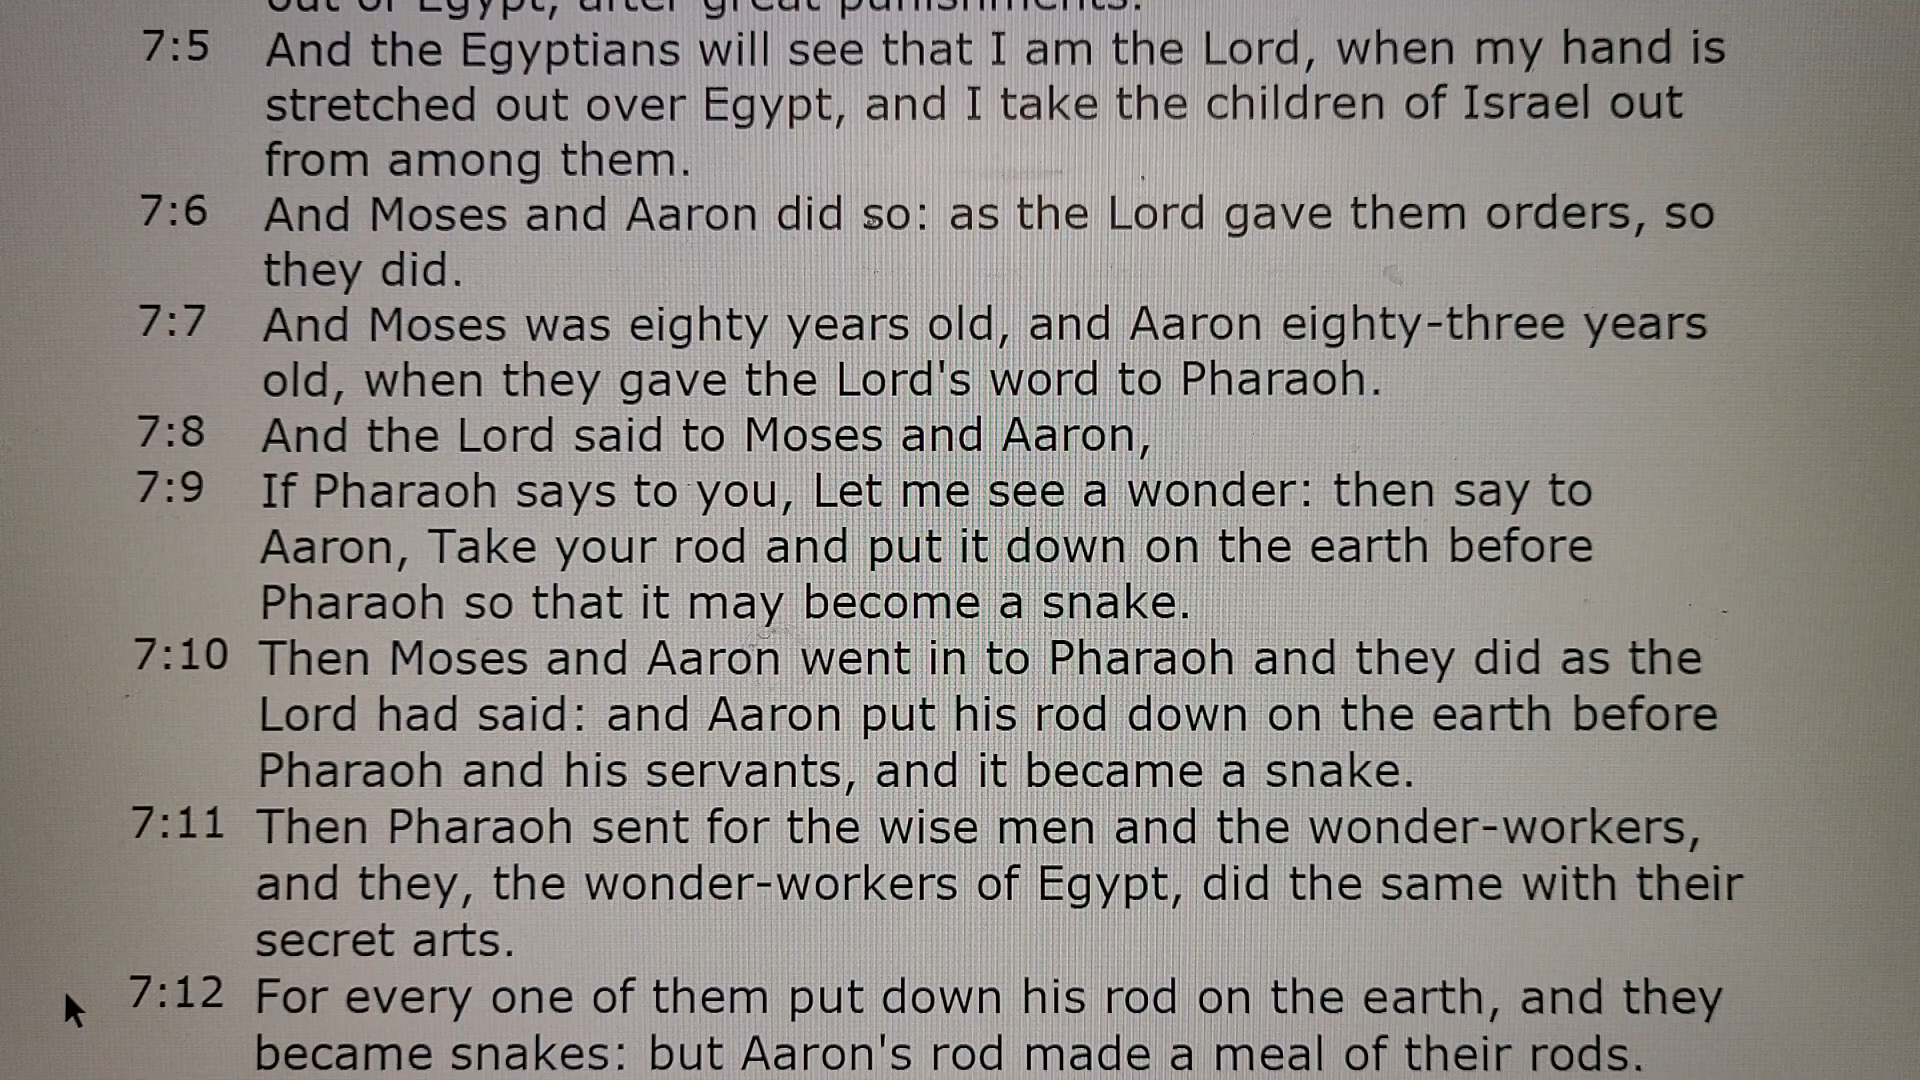 out of Egypt, after great punishments.
7:5 And the Egyptians will see that I am the Lord, when my hand is
stretched out over Egypt, and I take the children of Israel out
from among them.
7:6 And Moses and Aaron did so: as the Lord gave them orders, so
they did.
7:7 And Moses was eighty years old, and Aaron eighty-three years
old, when they gave the Lord's word to Pharaoh.
7:8 And the Lord said to Moses and Aaron,
7:9 If Pharaoh says to you, Let me see a wonder: then say to
Aaron, Take your rod and put it down on the earth before
Pharaoh so that it may become a snake.
7:10 Then Moses and Aaron went in to Pharaoh and they did as the
Lord had said: and Aaron put his rod down on the earth before
Pharaoh and his servants, and it became a snake.
7:11 Then Pharaoh sent for the wise men and the wonder-workers,
and they, the wonder-workers of Egypt, did the same with their
secret arts.
7:12 For every one of them put down his rod on the earth, and they
became snakes: but Aaron's rod made a meal of their rods.